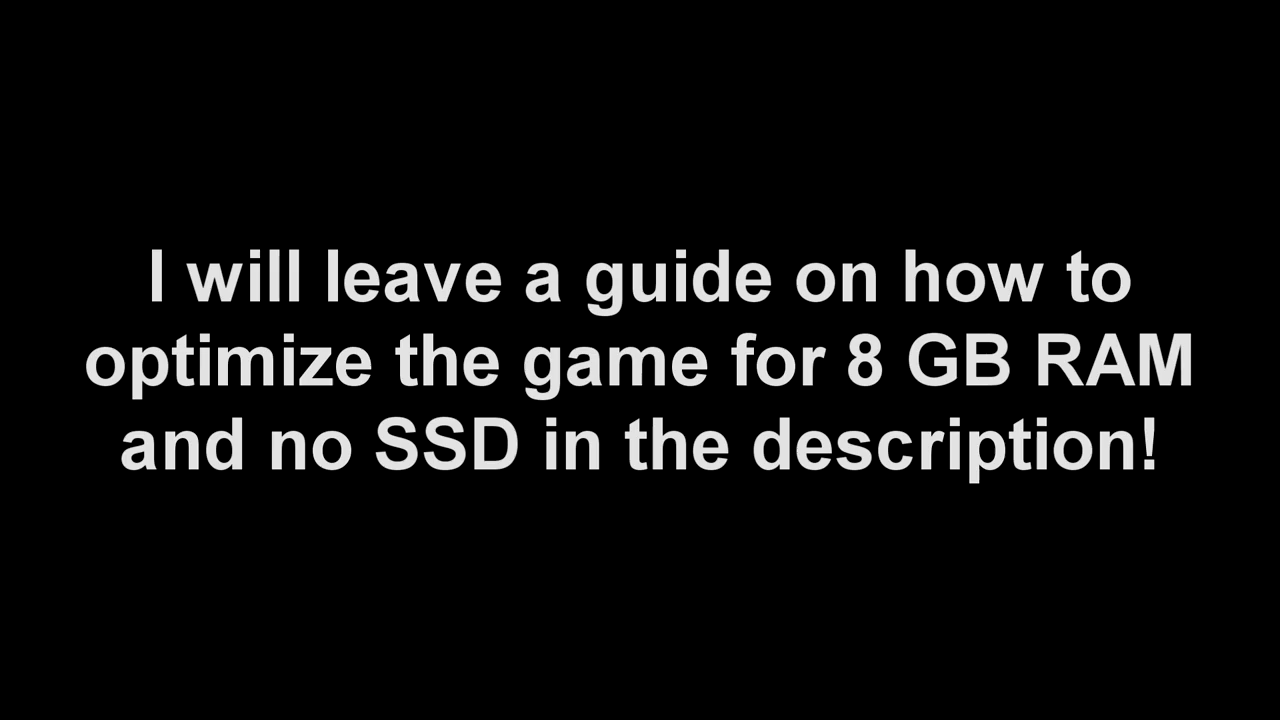 I will leave a guide on how to
optimize the game for 8 GB RAM
and no SSD in the description!